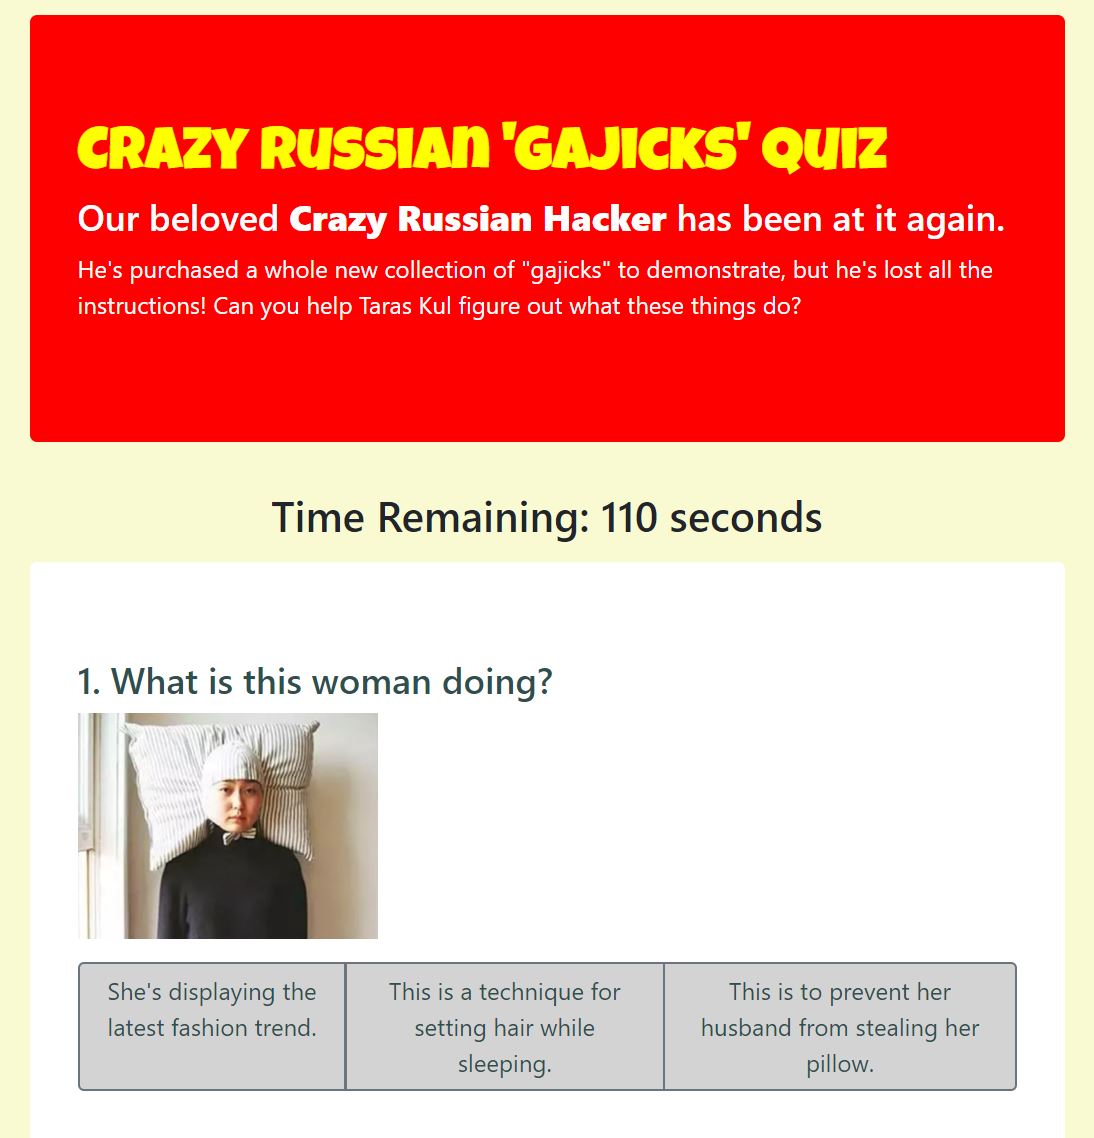 CRAZY RUSSIAN 'GAJICKS' QUIZ
Our beloved Crazy Russian Hacker has been at it again.
He's purchased a whole new collection of "gajicks" to demonstrate, but he's lost all the
instructions! Can you help Taras Kul figure out what these things do?
Time Remaining: 110 seconds
1. What is this woman doing?
She's displaying the
latest fashion trend.
This is a technique for
setting hair while
sleeping.
This is to prevent her
husband from stealing her
pillow.